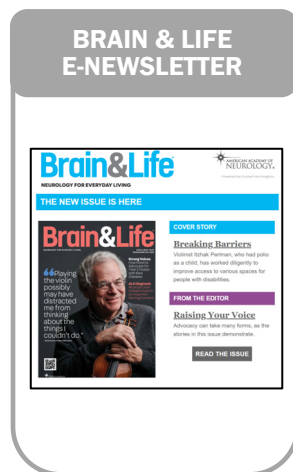 BRAIN & LIFE
E-NEWSLETTER
Brain&Life
AMERICAN ACADEMY OF
NEUROLOGY.
NEUROLOGY FOR EVERYDAY LIVING
THE NEW ISSUE IS HERE
Brain&Life
Strong Voices
ALS Diagnosis
“Playing
the violin
possibly
may have
distracted
me from
thinking
about the
things I
couldn't do.”
COVER STORY
Breaking Barriers
Violinist Itzhak Perlman, who had polio
as a child, has worked diligently to
improve access to various spaces for
people with disabilities.
FROM THE EDITOR
Raising Your Voice
Advocacy can take many forms, as the
stories in this issue demonstrate.
READ THE ISSUE